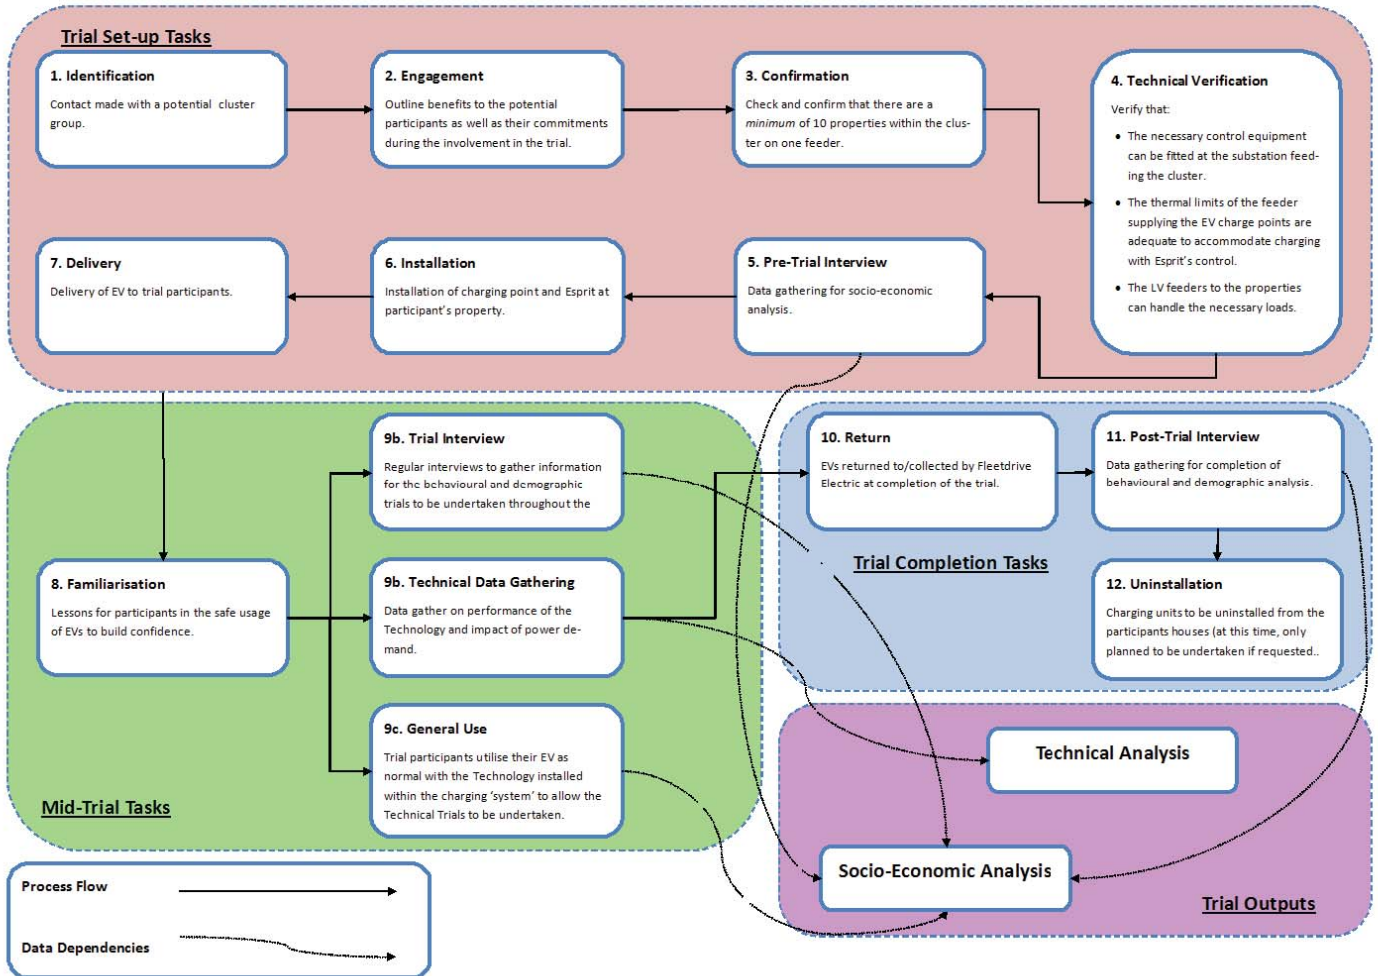 Trial Set-up Tasks
1. Identification
Contact made with a potential cluster
group.
2. Engagement
Outline benefits to the potential
participants as well as their commitments
during the involvement in the trial.
3. Confirmation
Check and confirm that there are a
minimum of 10 properties within the clus-
ter on one feeder.
4. Technical Verification
Verify that:
• The necessary control equipment
can be fitted at the substation feed-
ing the cluster.
• The thermal limits of the feeder
supplying the EV charge points are
adequate to accommodate charging
with Esprit's control.
• The LV feeders to the properties
can handle the necessary loads.
5. Pre-Trial Interview
Data gathering for socio-economic
analysis.
6. Installation
Installation of charging point and Esprit at
participant's property.
7. Delivery
Delivery of EV to trial participants.
8. Familiarisation
Lessons for participants in the safe usage
of EVs to build confidence.
9b. Trial Interview
Regular interviews to gather information
for the behavioural and demographic
trials to be undertaken throughout the
9b. Technical Data Gathering
Data gather on performance of the
Technology and impact of power de-
mand.
9c. General Use
Trial participants utilise their EV as
normal with the Technology installed
within the charging 'system' to allow the
Technical Trials to be undertaken.
Mid-Trial Tasks
10. Return
EVs returned to/collected by Fleetdrive
Electric at completion of the trial.
11. Post-Trial Interview
Data gathering for completion of
behavioural and demographic analysis.
Trial Completion Tasks
12. Uninstallation
Charging units to be uninstalled from the
participants houses (at this time, only
planned to be undertaken if requested..
Technical Analysis
Socio-Economic Analysis
Trial Outputs
Process Flow
Data Dependencies